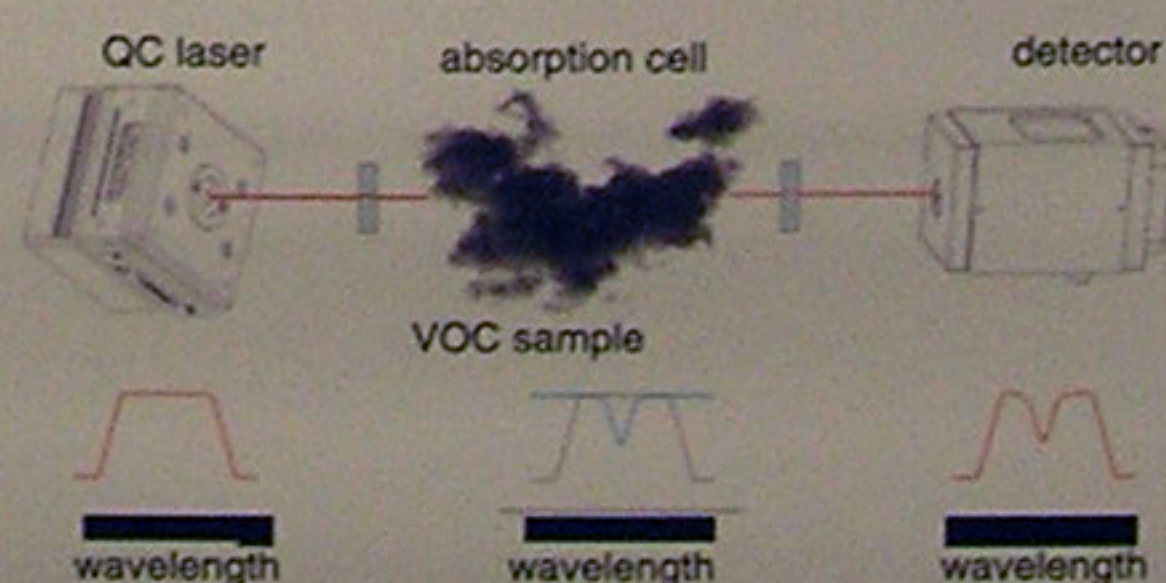 QC laser
absorption cell
detector
VOC sample
wavelength
wavelength
wavelength